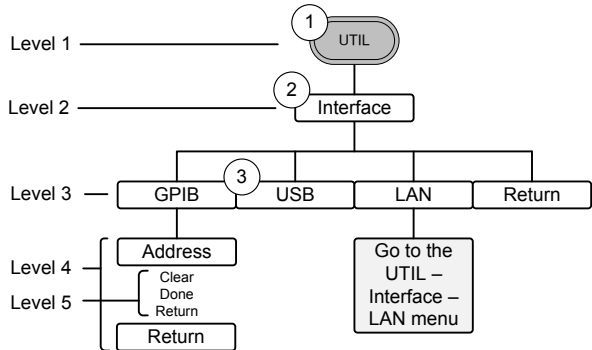 1
Level 1
UTIL
2
Level 2
Interface
3
Level 3
GPIB
USB
LAN
Return
Level 4
Address
Level 5
Clear
Done
Return
Return
Go to the
UTIL –
Interface –
LAN menu